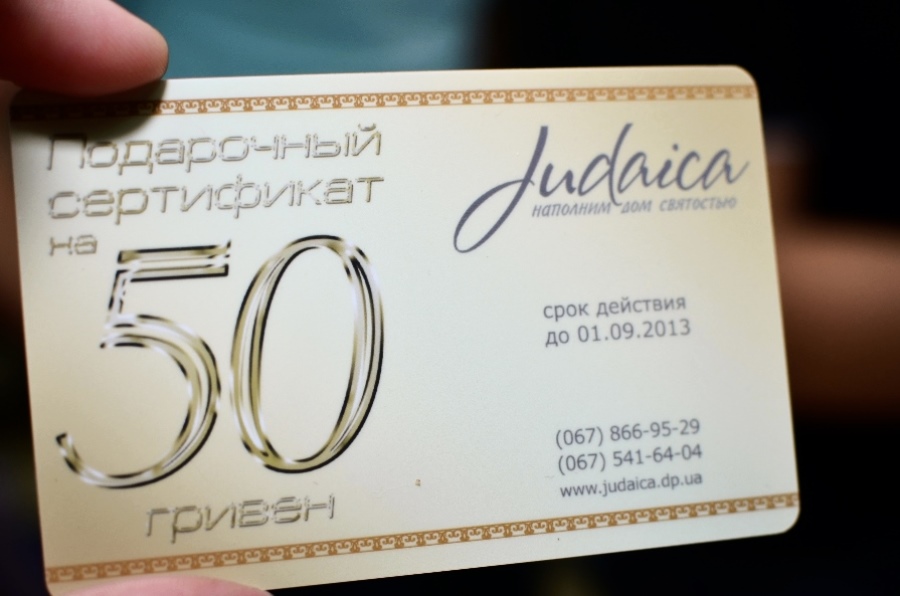 Подарочный
сертификат
на
50
гривен
Judaica
наполним дом святостью
срок действия
до 01.09.2013
(067) 866-95-29
(067) 541-64-04
www.judaica.dp.ua